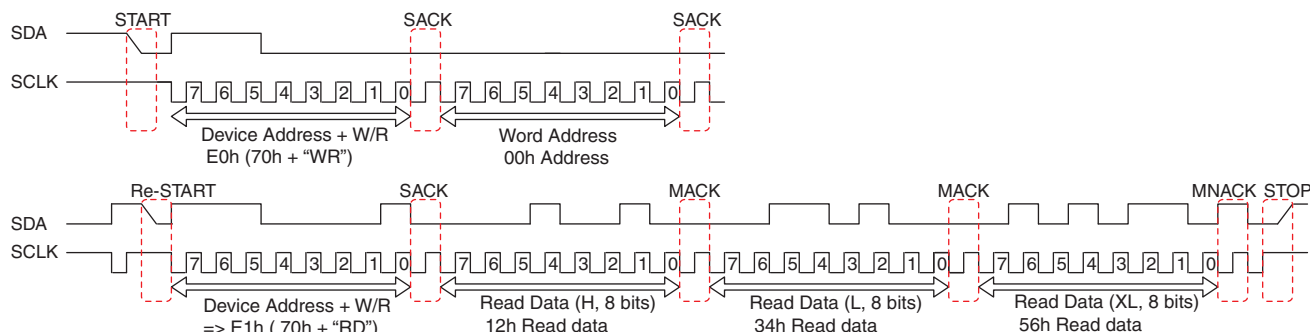 START SACK SACK
SDA
SCLK
7 6 5 4 3 2 1 0 7 6 5 4 3 2 1 0
Device Address + W/R Word Address
E0h (70h + “WR”) 00h Address
Re-START SACK MACK MACK MNACK STOP
SDA
SCLK
7 6 5 4 3 2 1 0 7 6 5 4 3 2 1 0 7 6 5 4 3 2 1 0 7 6 5 4 3 2 1 0
Device Address + W/R Read Data (H, 8 bits) Read Data (L, 8 bits) Read Data (XL, 8 bits)
=> E1h ( 70h + “RD”) 12h Read data 34h Read data 56h Read data